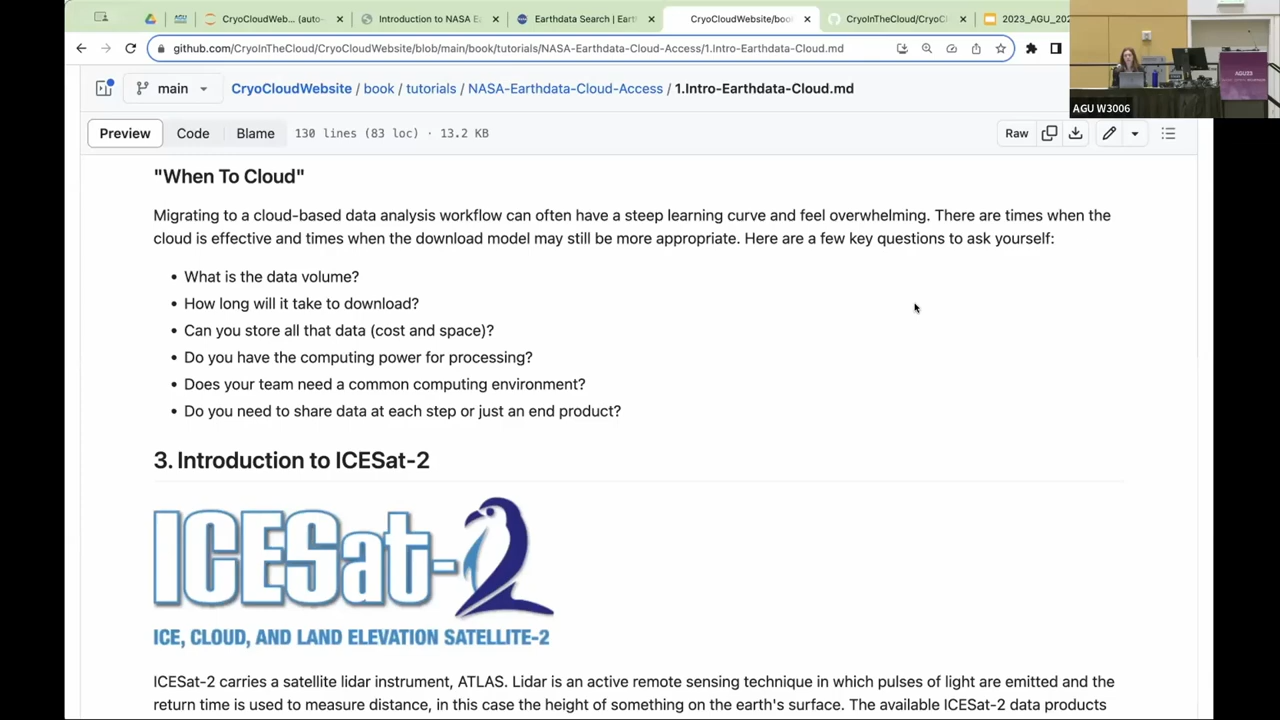 CryoCloudWeb... (auto-
Introduction to NASA E
Earthdata Search | Eart
CryoCloudWebsite/boo
CryoInTheCloud/CryoC
2023_AGU_202
github.com/CryoInTheCloud/CryoCloudWebsite/blob/main/book/tutorials/NASA-Earthdata-Cloud-Access/1.Intro-Earthdata-Cloud.md
AGU23
AGU W3006
main
CryoCloudWebsite / book / tutorials / NASA-Earthdata-Cloud-Access / 1.Intro-Earthdata-Cloud.md
Preview Code Blame 130 lines (83 loc) · 13.2 KB Raw
"When To Cloud"
Migrating to a cloud-based data analysis workflow can often have a steep learning curve and feel overwhelming. There are times when the
cloud is effective and times when the download model may still be more appropriate. Here are a few key questions to ask yourself:
• What is the data volume?
• How long will it take to download?
• Can you store all that data (cost and space)?
• Do you have the computing power for processing?
• Does your team need a common computing environment?
• Do you need to share data at each step or just an end product?
3. Introduction to ICESat-2
ICESat-2
ICE, CLOUD, AND LAND ELEVATION SATELLITE-2
ICESat-2 carries a satellite lidar instrument, ATLAS. Lidar is an active remote sensing technique in which pulses of light are emitted and the
return time is used to measure distance, in this case the height of something on the earth's surface. The available ICESat-2 data products